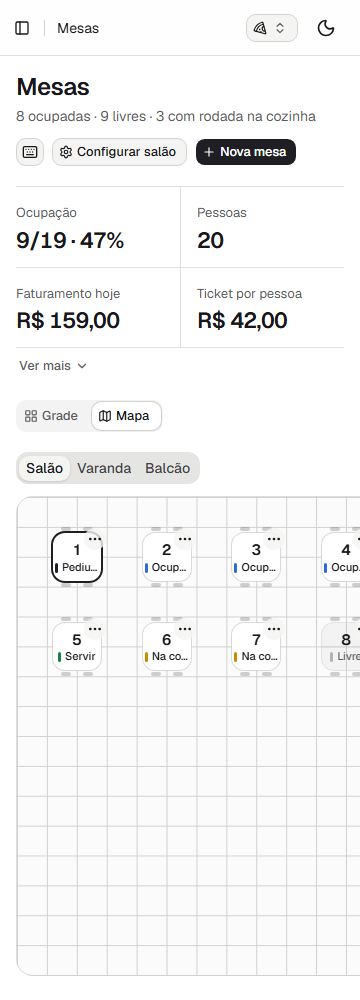 Mesas
Mesas
8 ocupadas · 9 livres · 3 com rodada na cozinha
Configurar salão
Nova mesa
Ocupação
Pessoas
9/19 · 47%
20
Faturamento hoje
Ticket por pessoa
R$ 159,00
R$ 42,00
Ver mais
Grade
Mapa
Salão
Varanda
Balcão
1
Pediu...
2
Ocup...
3
Ocup...
4
Ocup.
5
Servir
6
Na co...
7
Na co...
8
Livre